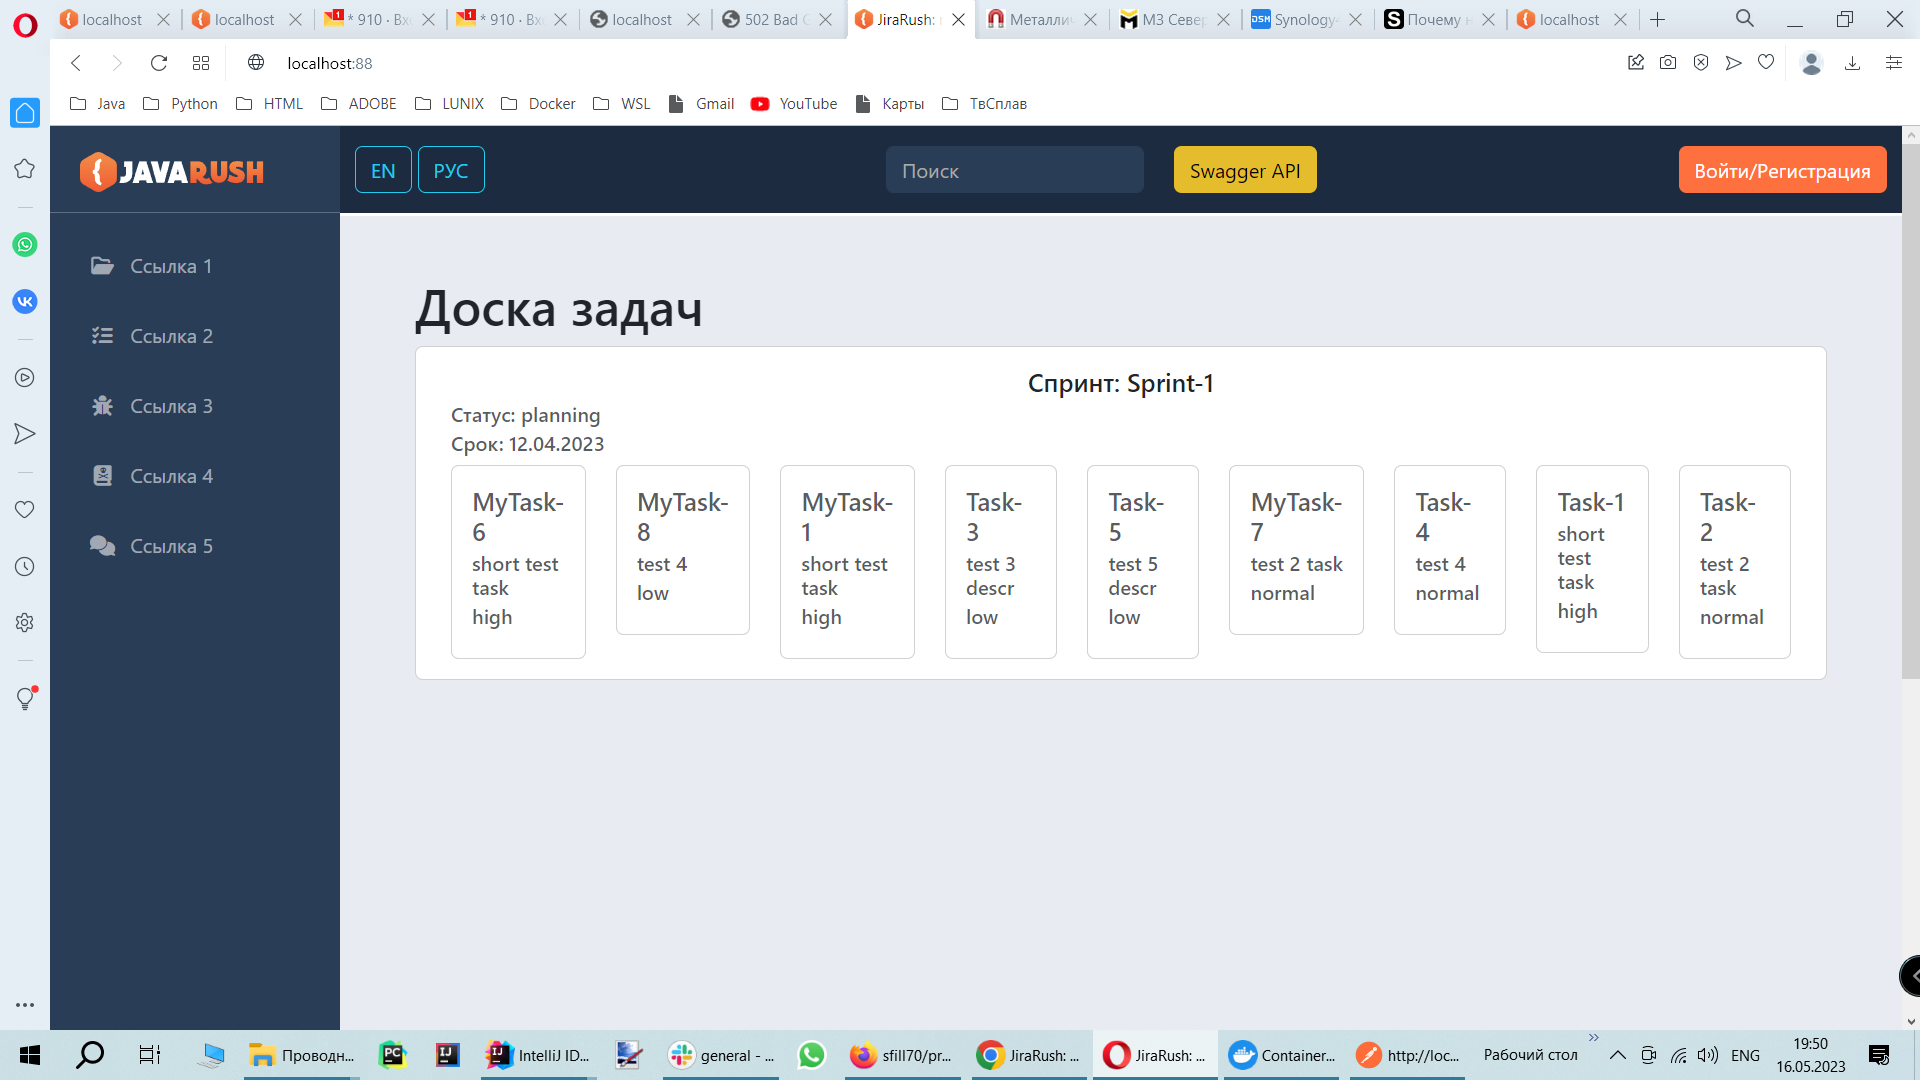 localhost
localhost
* 910 · Вх
* 910 · Вх
localhost
502 Bad
JiraRush:
Металли
МЗ Севе
Synology
Почему н
localhost
localhost:88
Java
Python
HTML
ADOBE
LUNIX
Docker
WSL
Gmail
YouTube
Карты
ТвСплав
JAVARUSH
EN
РУС
Поиск
Swagger API
Войти/Регистрация
Ссылка 1
Ссылка 2
Ссылка 3
Ссылка 4
Ссылка 5
Доска задач
Спринт: Sprint-1
Статус: planning
Срок: 12.04.2023
MyTask-
6
short test
task
high
MyTask-
8
test 4
low
MyTask-
1
short test
task
high
Task-
3
test 3
descr
low
Task-
5
test 5
descr
low
MyTask-
7
test 2 task
normal
Task-
4
test 4
normal
Task-1
short
test
task
high
Task-
2
test 2
task
normal
Проводн...
IntelliJ ID...
general - ...
sfill70/pr...
JiraRush: ...
JiraRush: ...
Container...
http://loc...
Рабочий стол
ENG
19:50
16.05.2023